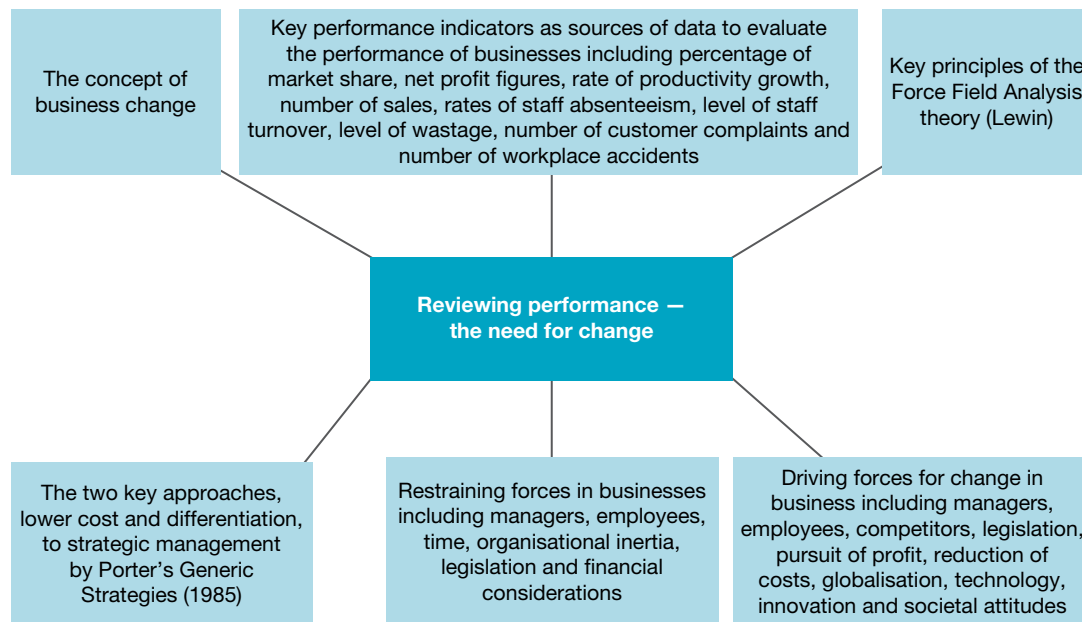 The concept of
business change
Key performance indicators as sources of data to evaluate
the performance of businesses including percentage of
market share, net profit figures, rate of productivity growth,
number of sales, rates of staff absenteeism, level of staff
turnover, level of wastage, number of customer complaints and
number of workplace accidents
Key principles of the
Force Field Analysis
theory (Lewin)
Reviewing performance —
the need for change
The two key approaches,
lower cost and differentiation,
to strategic management
by Porter’s Generic
Strategies (1985)
Restraining forces in businesses
including managers, employees,
time, organisational inertia,
legislation and financial
considerations
Driving forces for change in
business including managers,
employees, competitors, legislation,
pursuit of profit, reduction of
costs, globalisation, technology,
innovation and societal attitudes